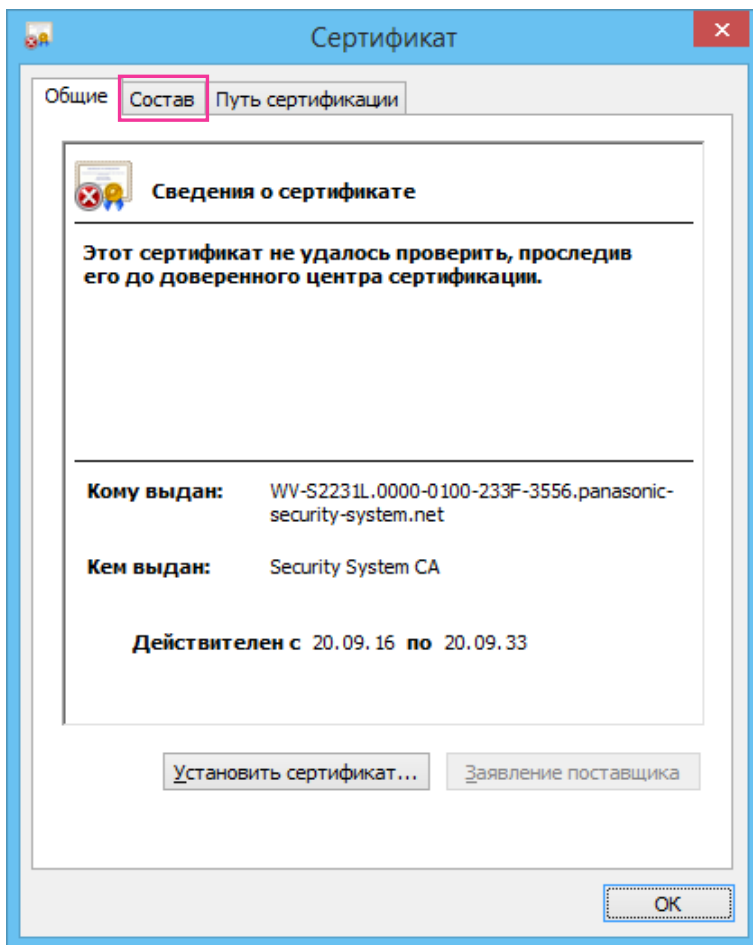 Сертификат
Общие Состав Путь сертификации
Сведения о сертификате
Этот сертификат не удалось проверить, проследив
его до доверенного центра сертификации.
Кому выдан: WV-S2231L.0000-0100-233F-3556.panasonic-
security-system.net
Кем выдан: Security System CA
Действителен с 20.09.16 по 20.09.33
Установить сертификат... Заявление поставщика
ОК